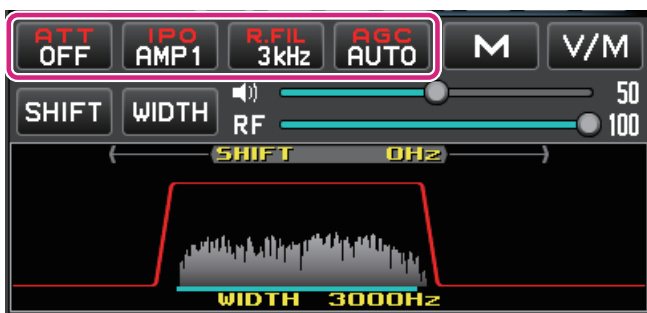 ATT IPO R.FIL AGC
OFF AMP1 3kHz AUTO M V/M
50
SHIFT WIDTH RF 100
SHIFT 0Hz
WIDTH 3000Hz